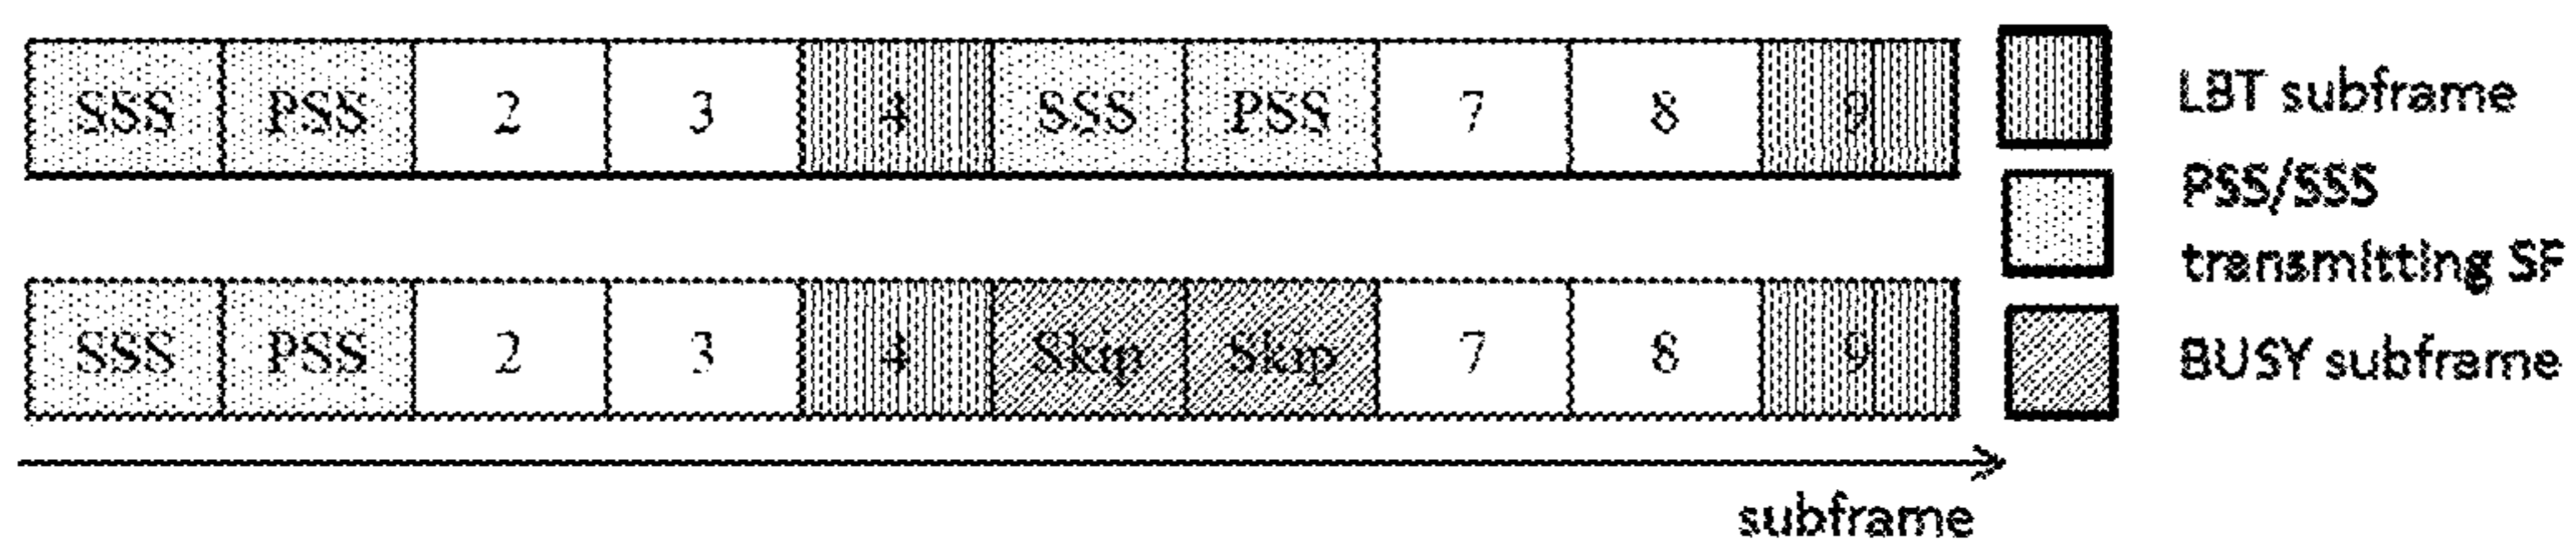 SSS PSS 2 3 4 SSS PSS 7 8 9
LBT subframe
PSS/SSS
transmitting SF
SSS PSS 2 3 4 Skip Skip 7 8 9
BUSY subframe
subframe